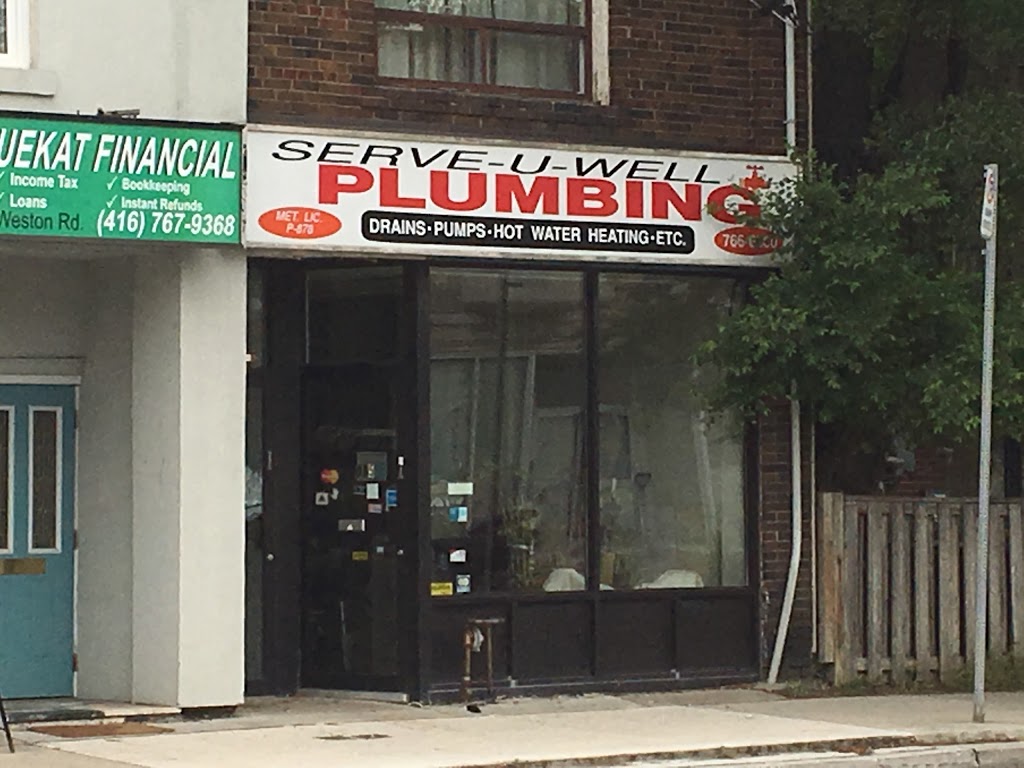 UEKAT FINANCIAL
✓ Income Tax
✓ Bookkeeping
✓ Loans
✓ Instant Refunds
Weston Rd. (416) 767-9368
SERVE-U-WELL
PLUMBING
MET. LIC.
P-878
DRAINS·PUMPS·HOT WATER HEATING·ETC.